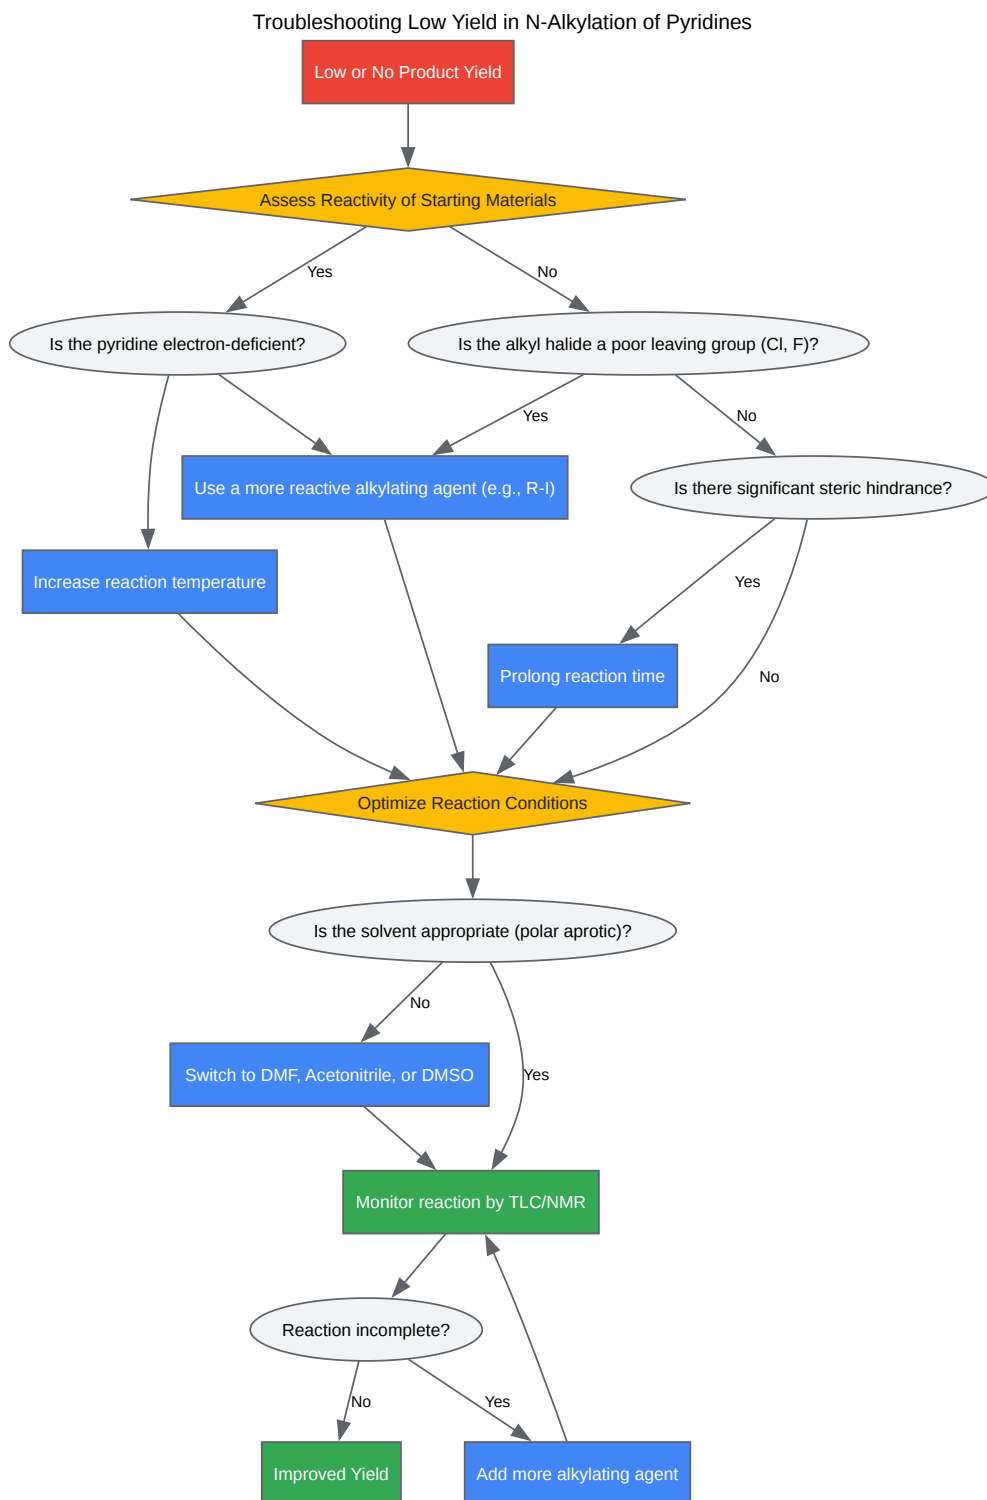 Troubleshooting Low Yield in N-Alkylation of Pyridines
Low or No Product Yield
Assess Reactivity of Starting Materials
Yes
No
Is the pyridine electron-deficient?
Is the alkyl halide a poor leaving group (Cl, F)?
Yes
No
Use a more reactive alkylating agent (e.g., R-I)
Is there significant steric hindrance?
Increase reaction temperature
Yes
Prolong reaction time
No
Optimize Reaction Conditions
Is the solvent appropriate (polar aprotic)?
No
Switch to DMF, Acetonitrile, or DMSO
Yes
Monitor reaction by TLC/NMR
Reaction incomplete?
No
Yes
Improved Yield
Add more alkylating agent